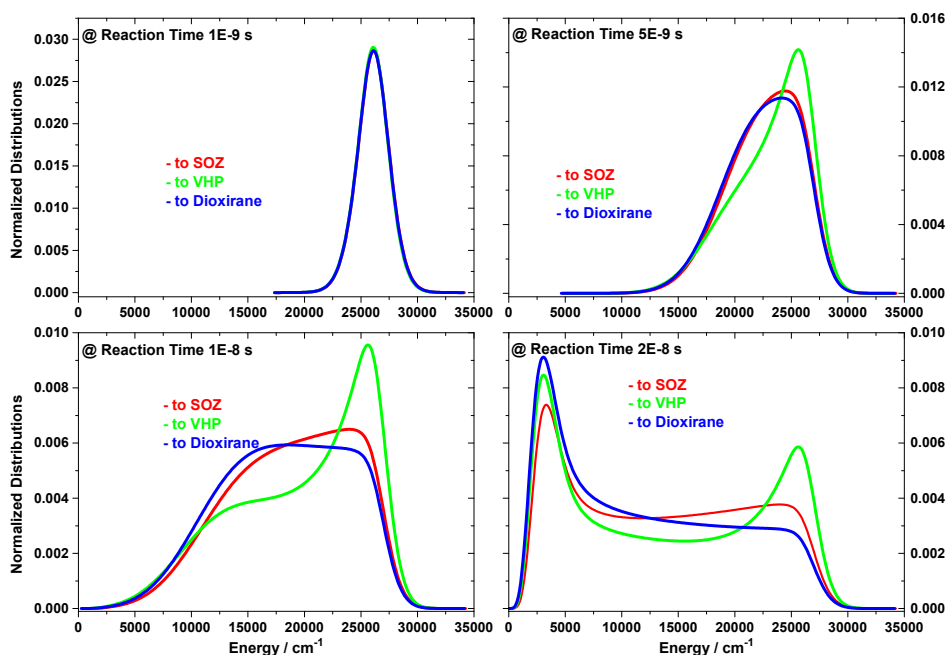 @ Reaction Time 1E-9 s
0.030
0.025
0.020
0.015
0.010
0.005
0.000
- to SOZ
- to VHP
- to Dioxirane
0 5000 10000 15000 20000 25000 30000 35000
Normalized Distributions
@ Reaction Time 5E-9 s
0.016
0.012
0.008
0.004
0.000
- to SOZ
- to VHP
- to Dioxirane
0 5000 10000 15000 20000 25000 30000 35000
@ Reaction Time 1E-8 s
0.010
0.008
0.006
0.004
0.002
0.000
- to SOZ
- to VHP
- to Dioxirane
0 5000 10000 15000 20000 25000 30000 35000
Normalized Distributions
Energy / cm-1
@ Reaction Time 2E-8 s
0.010
0.008
0.006
0.004
0.002
0.000
- to SOZ
- to VHP
- to Dioxirane
0 5000 10000 15000 20000 25000 30000 35000
Energy / cm-1